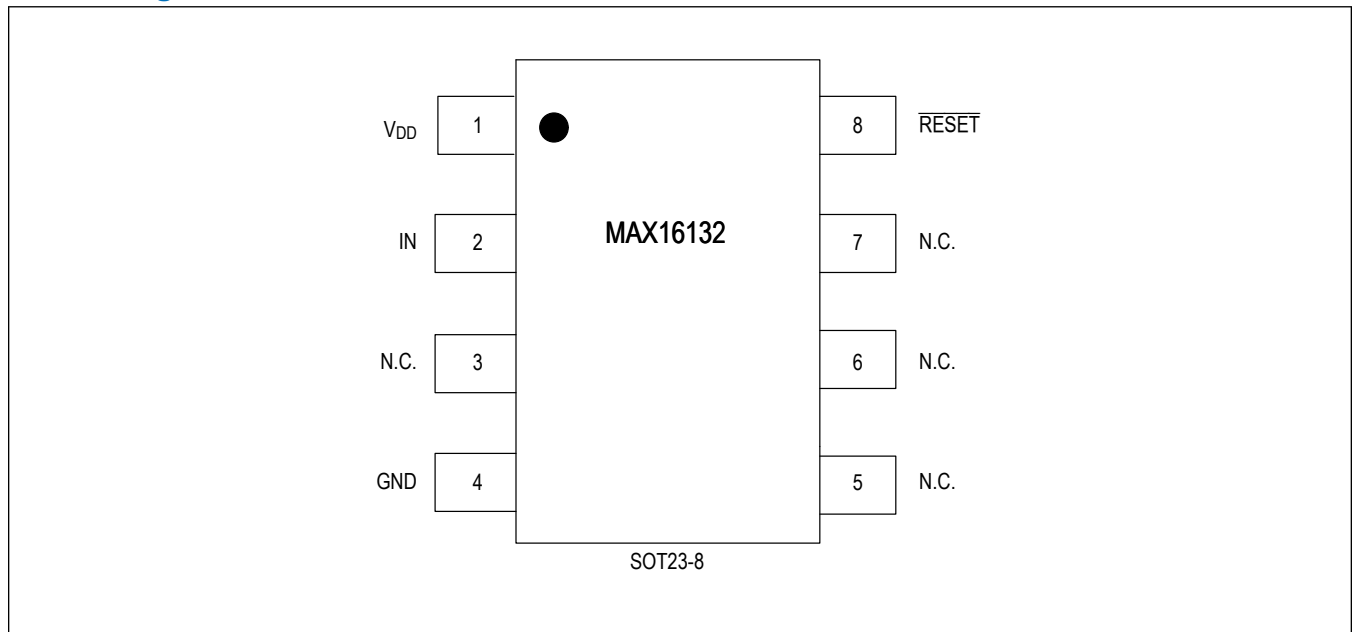 VDD 1 8 RESET
MAX16132
IN 2 7 N.C.
N.C. 3 6 N.C.
GND 4 5 N.C.
SOT23-8